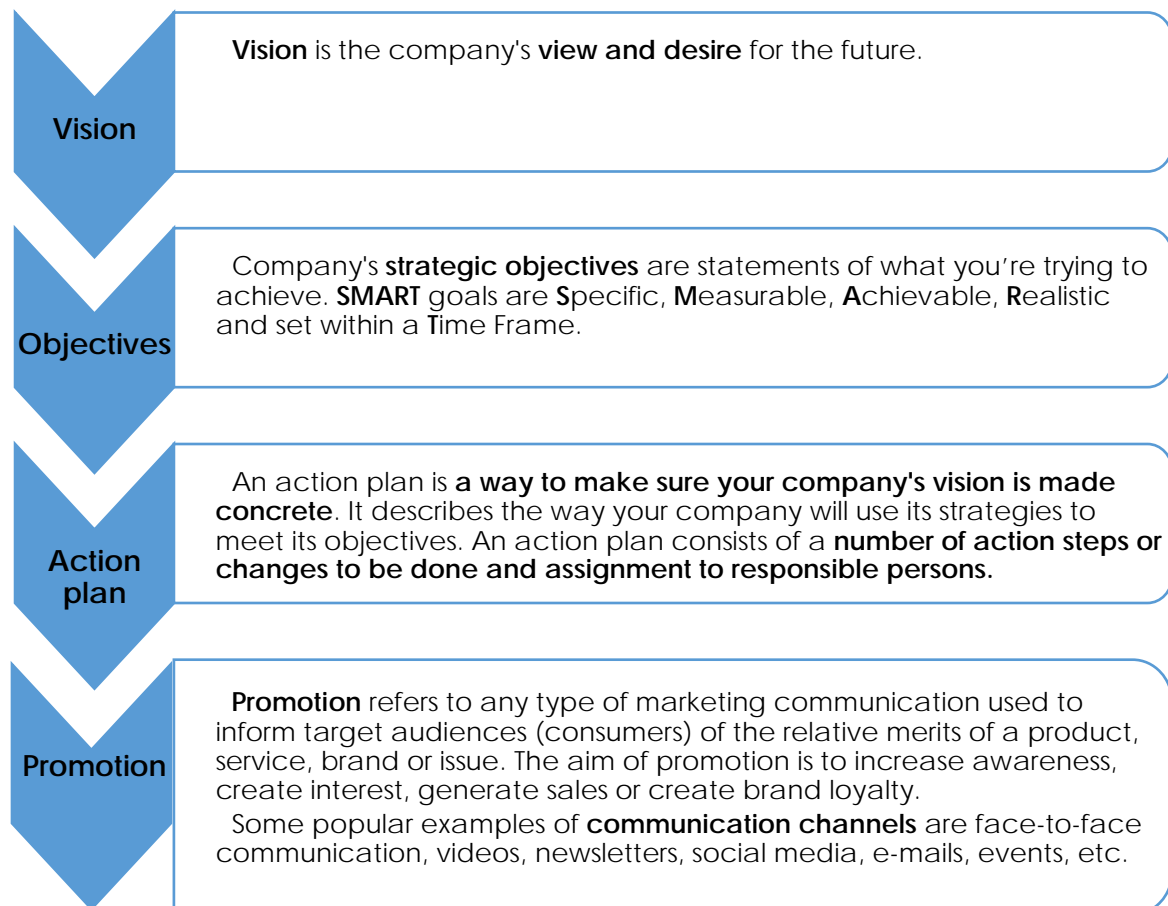 Vision
Vision is the company's view and desire for the future.
Objectives
Company's strategic objectives are statements of what you're trying to
achieve. SMART goals are Specific, Measurable, Achievable, Realistic
and set within a Time Frame.
Action
plan
An action plan is a way to make sure your company's vision is made
concrete. It describes the way your company will use its strategies to
meet its objectives. An action plan consists of a number of action steps or
changes to be done and assignment to responsible persons.
Promotion
Promotion refers to any type of marketing communication used to
inform target audiences (consumers) of the relative merits of a product,
service, brand or issue. The aim of promotion is to increase awareness,
create interest, generate sales or create brand loyalty.
Some popular examples of communication channels are face-to-face
communication, videos, newsletters, social media, e-mails, events, etc.